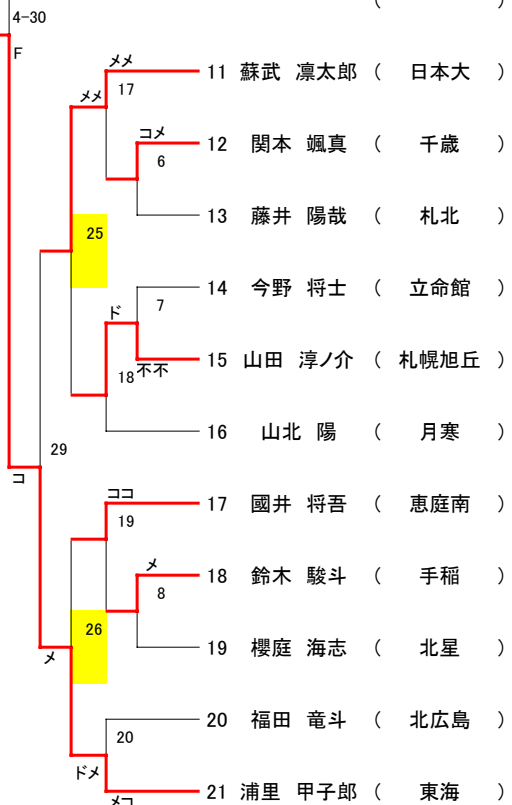 (　)
4-30
F
メメ
11 蘇武 凛太郎 ( 日本大 )
メメ
17
コメ
12 関本 颯真 ( 千歳 )
6
13 藤井 陽哉 ( 札北 )
25
14 今野 将士 ( 立命館 )
7
ド
15 山田 淳ノ介 ( 札幌旭丘 )
不不
18
16 山北 陽 ( 月寒 )
29
コ
ココ
17 國井 将吾 ( 恵庭南 )
19
メ
18 鈴木 駿斗 ( 手稲 )
8
26
19 櫻庭 海志 ( 北星 )
メ
20 福田 竜斗 ( 北広島 )
20
ドメ
21 浦里 甲子郎 ( 東海 )
メコ